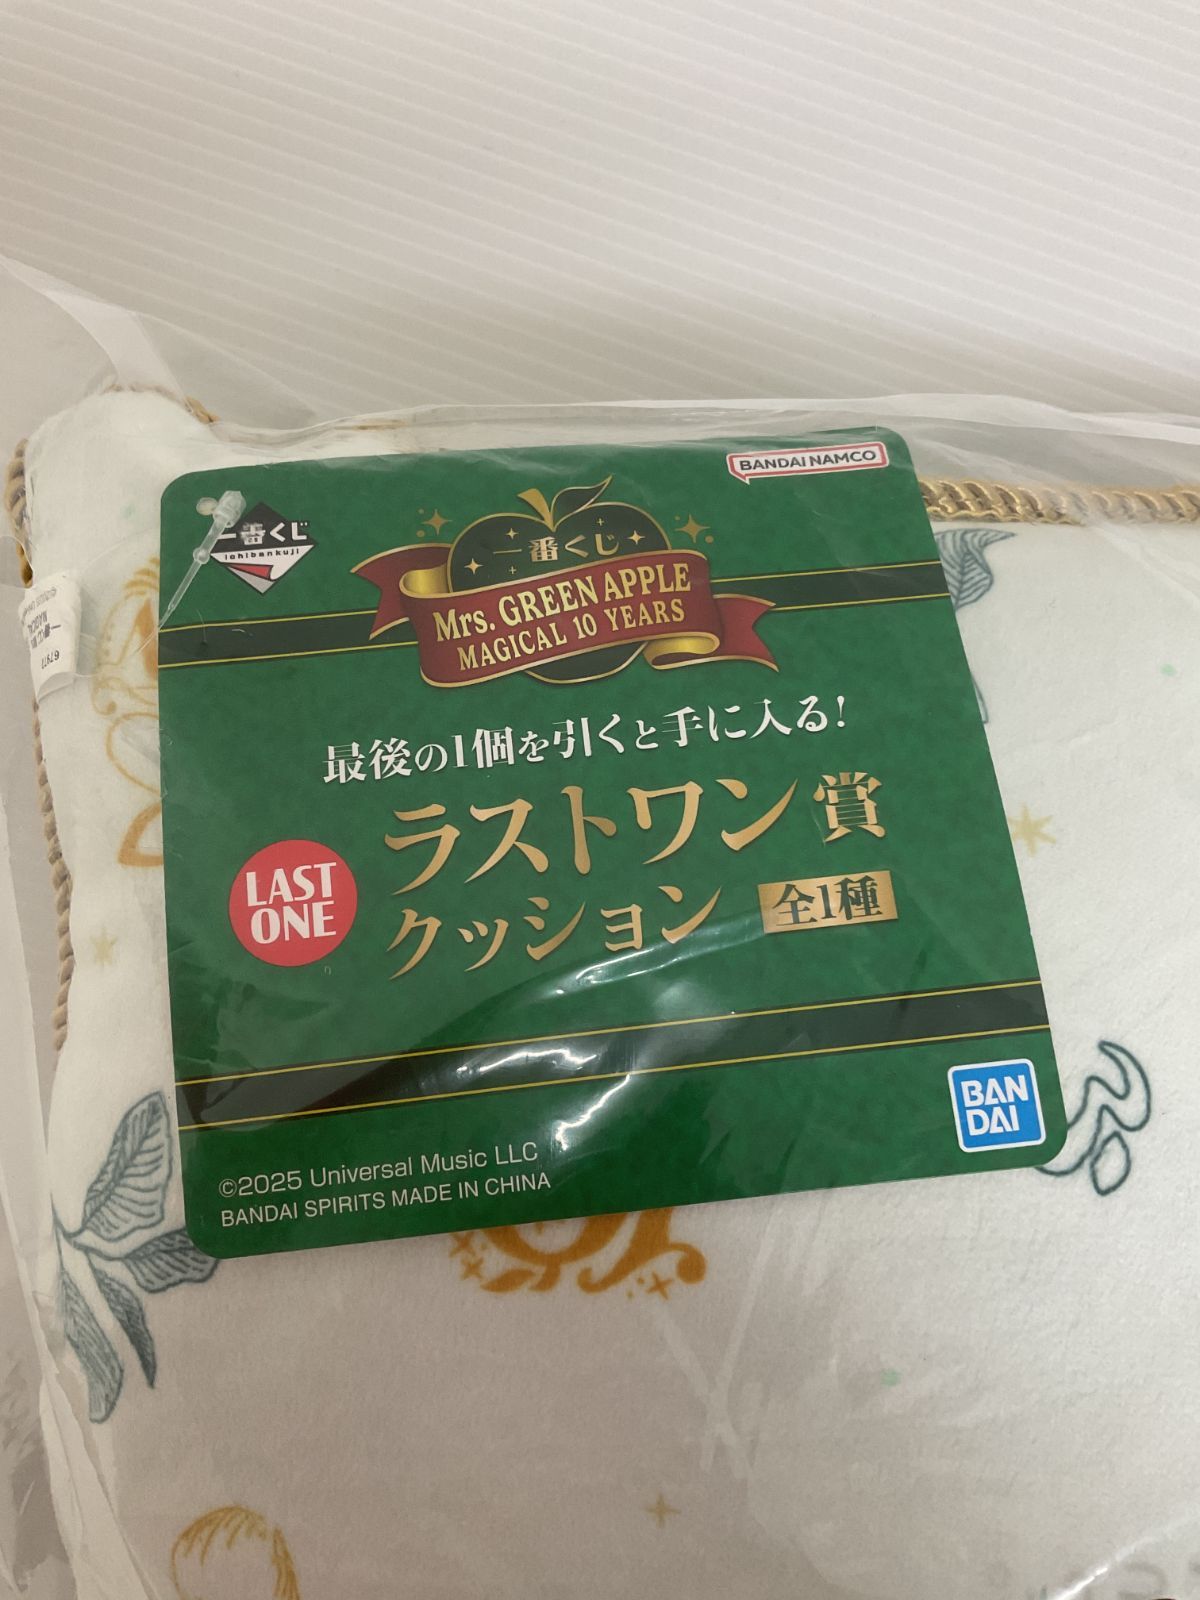 BANDAI NAMCO
一番くじ
ichibankuji
一番くじ
Mrs. GREEN APPLE
MAGICAL 10 YEARS
最後の1個を引くと手に入る!
ラストワン賞
LAST
ONE
クッション 全1種
BAN
DAI
©2025 Universal Music LLC
BANDAI SPIRITS MADE IN CHINA